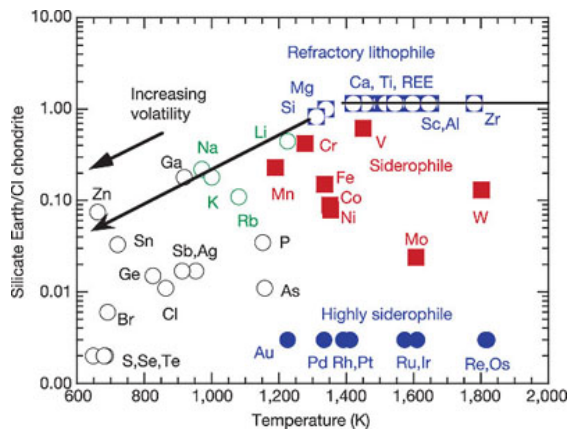 Silicate Earth/CI chondrite
10.00
1.00
0.10
0.01
0.00
Refractory lithophile
Mg
Si
Ca, Ti, REE
Sc,Al
Zr
Increasing
volatility
Li
Na
Ga
K
Rb
Cr
V
Siderophile
Mn
Fe
Co
Ni
W
Mo
Zn
Sn
Sb,Ag
P
Ge
Cl
As
Br
S,Se,Te
Highly siderophile
Au
Pd
Rh,Pt
Ru,Ir
Re,Os
600
800
1,000
1,200
1,400
1,600
1,800
2,000
Temperature (K)